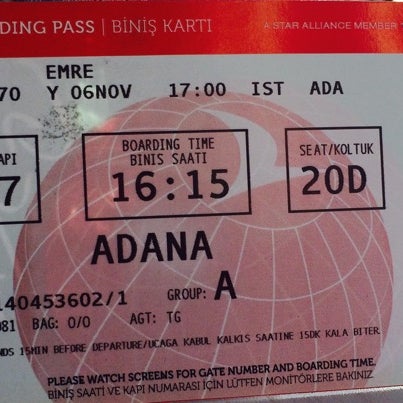 DING PASS | BİNİŞ KARTI A STAR ALLIANCE MEMBER
EMRE
70 Y 06NOV 17:00 IST ADA
API
BOARDING TIME
BINIS SAATI
SEAT/KOLTUK
7 16:15 20D
ADANA
140453602/1 GROUP: A
081 BAG: 0/0 AGT: TG
NDS 15MIN BEFORE DEPARTURE/UCAGA KABUL KALKIS SAATINE 15DK KALA BITER.
PLEASE WATCH SCREENS FOR GATE NUMBER AND BOARDING TIME.
BİNİŞ SAATİ VE KAPI NUMARASI İÇİN LÜTFEN MONİTÖRLERE BAKINIZ.